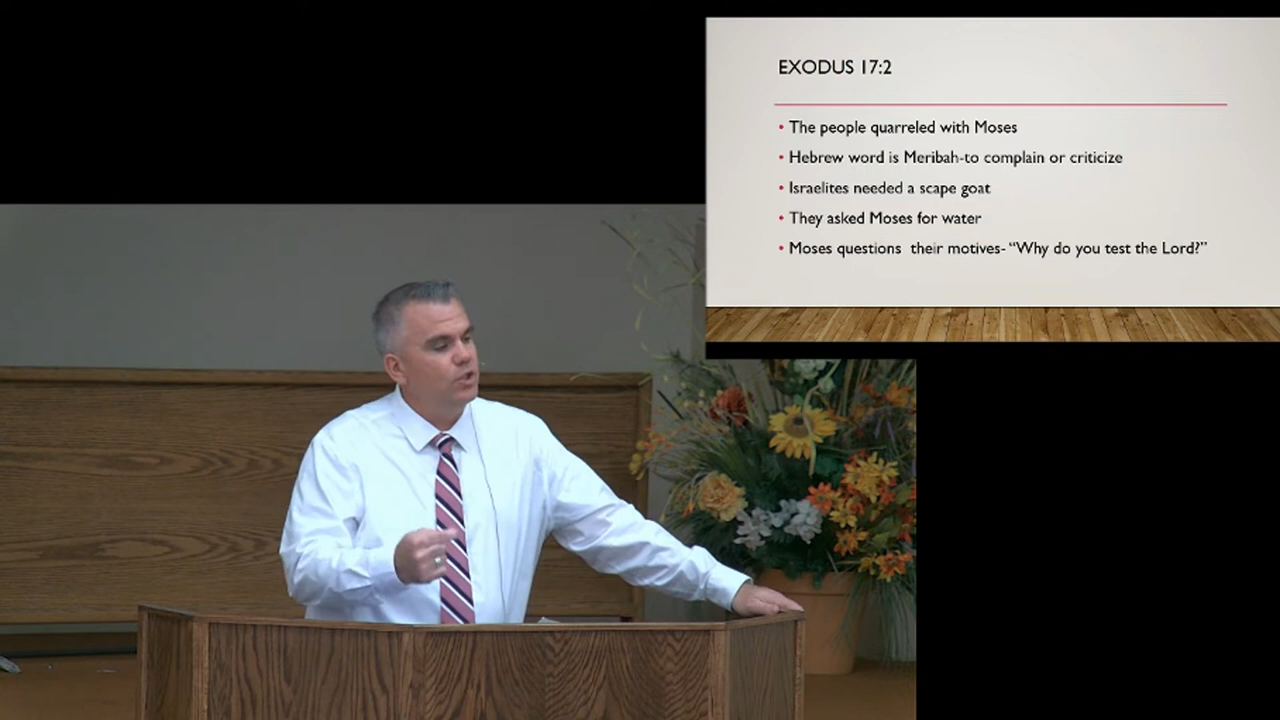 EXODUS 17:2
• The people quarreled with Moses
• Hebrew word is Meribah-to complain or criticize
• Israelites needed a scape goat
• They asked Moses for water
• Moses questions  their motives- “Why do you test the Lord?”